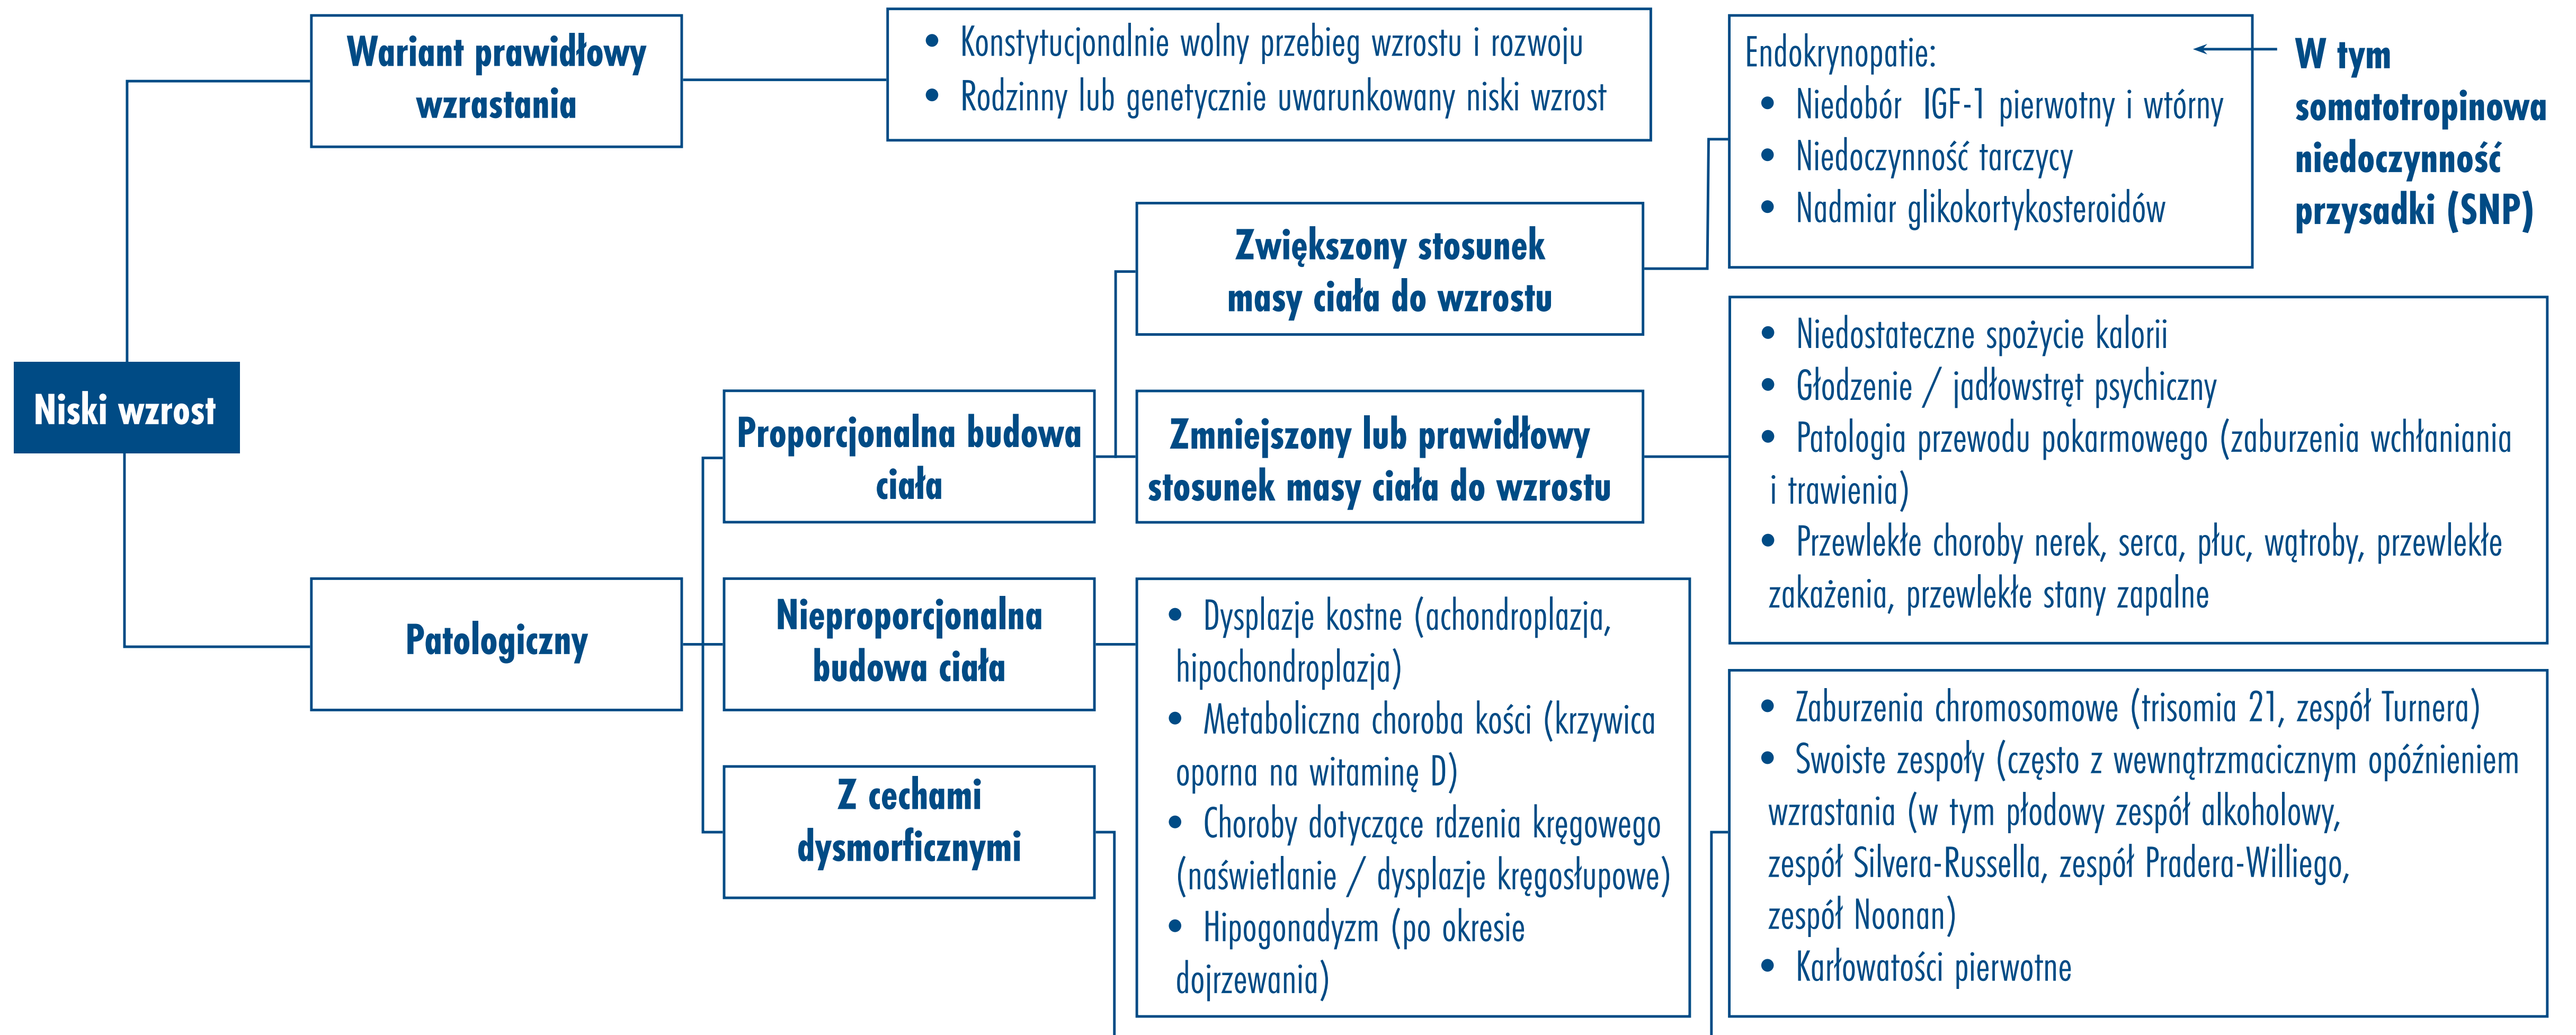 Niski wzrost
Wariant prawidłowy
wzrastania
• Konstytucjonalnie wolny przebieg wzrostu i rozwoju
• Rodzinny lub genetycznie uwarunkowany niski wzrost
Patologiczny
Proporcjonalna budowa
ciała
Zwiększony stosunek
masy ciała do wzrostu
Endokrynopatie:
• Niedobór IGF-1 pierwotny i wtórny
• Niedoczynność tarczycy
• Nadmiar glikokortykosteroidów
W tym
somatotropinowa
niedoczynność
przysadki (SNP)
Zmniejszony lub prawidłowy
stosunek masy ciała do wzrostu
• Niedostateczne spożycie kalorii
• Głodzenie / jadłowstręt psychiczny
• Patologia przewodu pokarmowego (zaburzenia wchłaniania
i trawienia)
• Przewlekłe choroby nerek, serca, płuc, wątroby, przewlekłe
zakażenia, przewlekłe stany zapalne
Nieproporcjonalna
budowa ciała
• Dysplazje kostne (achondroplazja,
hipochondroplazja)
• Metaboliczna choroba kości (krzywica
oporna na witaminę D)
• Choroby dotyczące rdzenia kręgowego
(naświetlanie / dysplazje kręgosłupowe)
• Hipogonadyzm (po okresie
dojrzewania)
Z cechami
dysmorficznymi
• Zaburzenia chromosomowe (trisomia 21, zespół Turnera)
• Swoiste zespoły (często z wewnątrzmacicznym opóźnieniem
wzrastania (w tym płodowy zespół alkoholowy,
zespół Silvera-Russella, zespół Pradera-Williego,
zespół Noonan)
• Karłowatości pierwotne